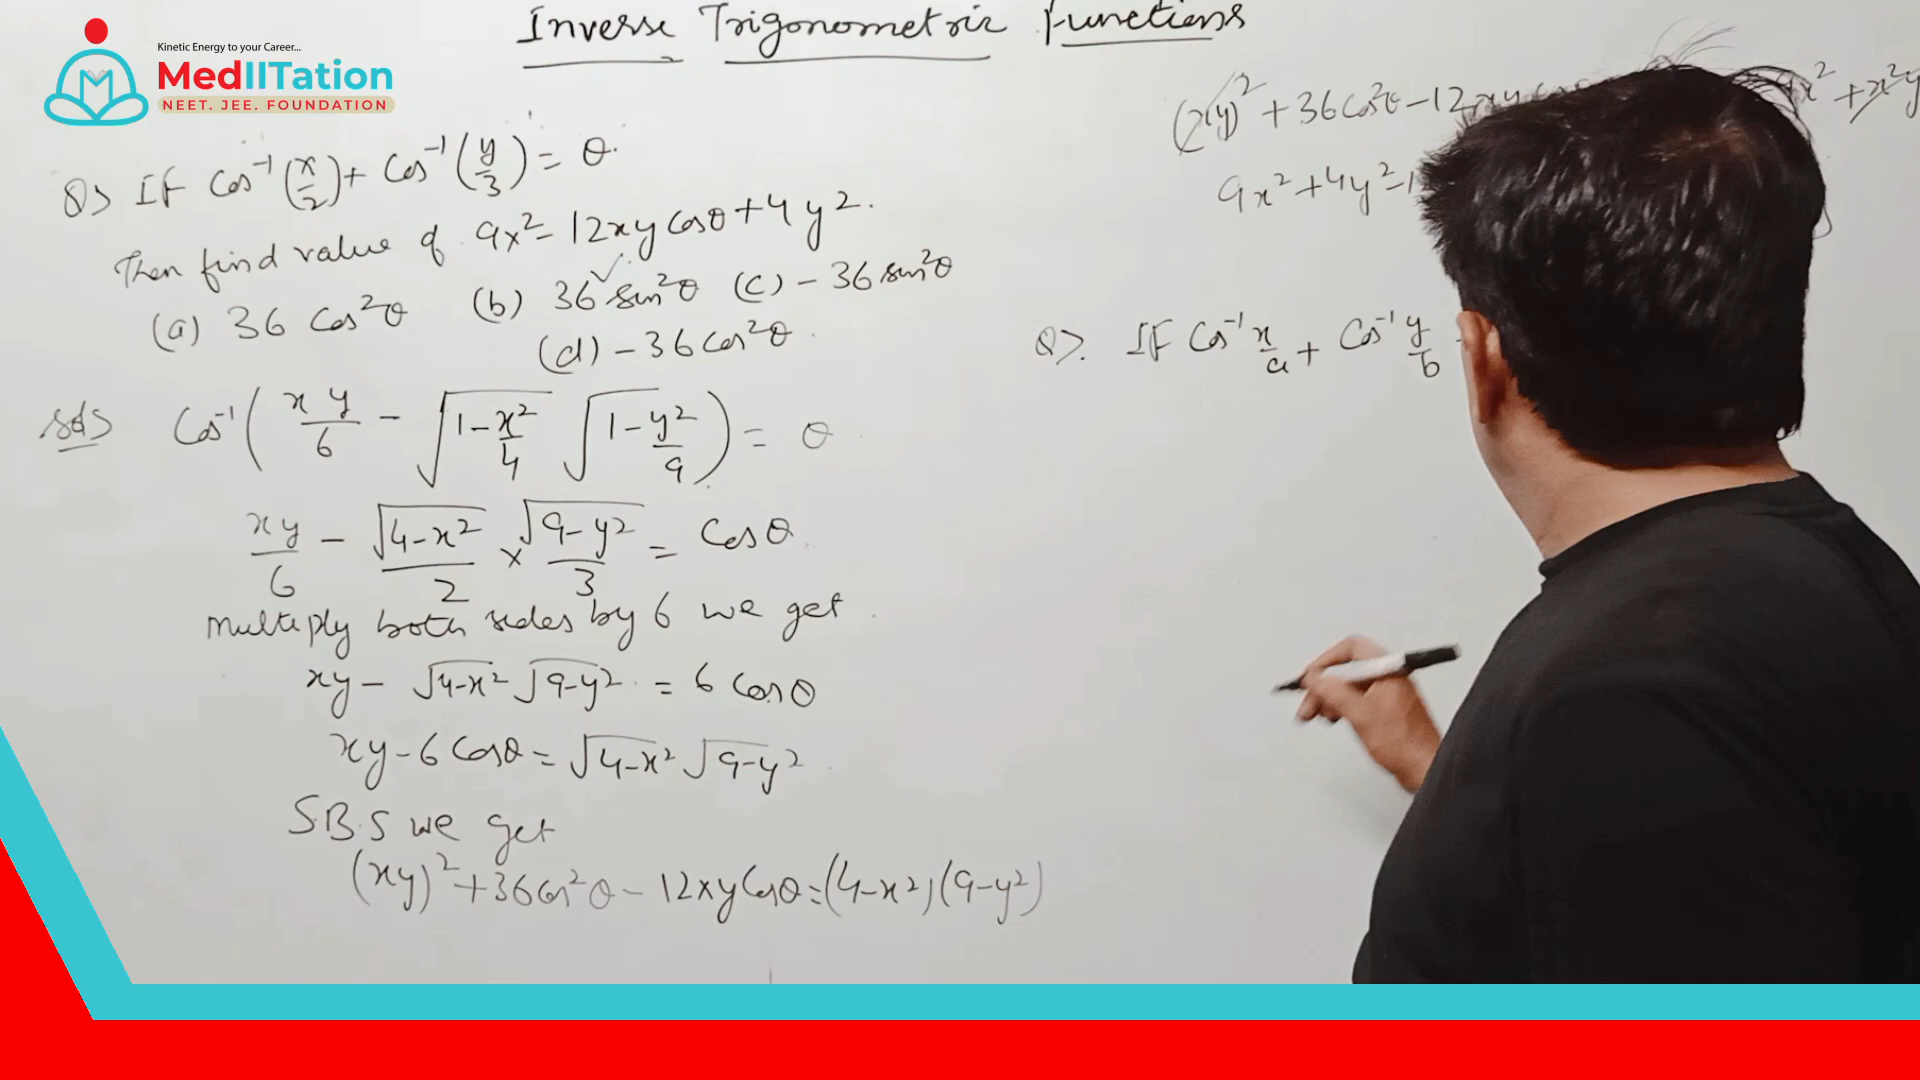 Inverse Trigonometric Functions
Kinetic Energy to your Career...
MedIITation
NEET. JEE. FOUNDATION
Q> If Cos⁻¹(x/2) + Cos⁻¹(y/3) = θ.
Then find value of 9x² - 12xy cosθ + 4y².
(a) 36 Cos²θ (b) 36 sin²θ (c) - 36 sin²θ
(d) - 36 cos²θ.
Sol>
Cos⁻¹( xy/6 - √(1-x²/4) √(1-y²/9) ) = θ
xy/6 - √(4-x²)/2 × √(9-y²)/3 = Cosθ
Multiply both sides by 6 we get
xy - √(4-x²) √(9-y²) = 6 Cosθ
xy - 6 Cosθ = √(4-x²) √(9-y²)
S.B.S we get
(xy)² + 36 cos²θ - 12xy Cosθ = (4-x²)(9-y²)
(xy)² + 36 Cos²θ - 12xy
x² + x²y
9x² + 4y² - 1
Q>. If Cos⁻¹ x/a + Cos⁻¹ y/b